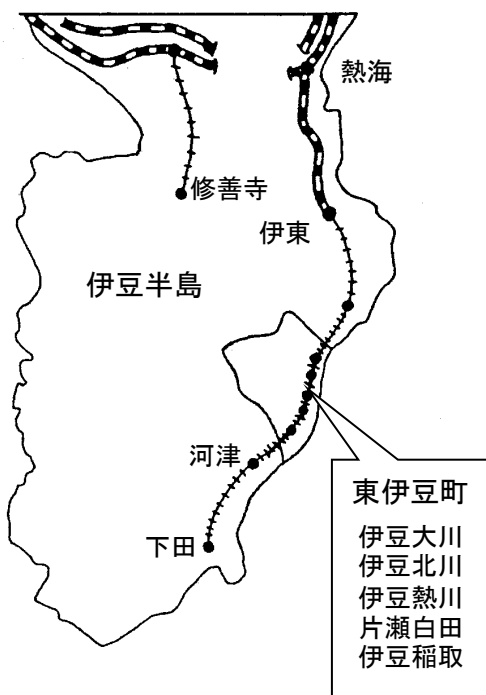 熱海
修善寺
伊東
伊豆半島
河津
下田
東伊豆町
伊豆大川
伊豆北川
伊豆熱川
片瀬白田
伊豆稲取